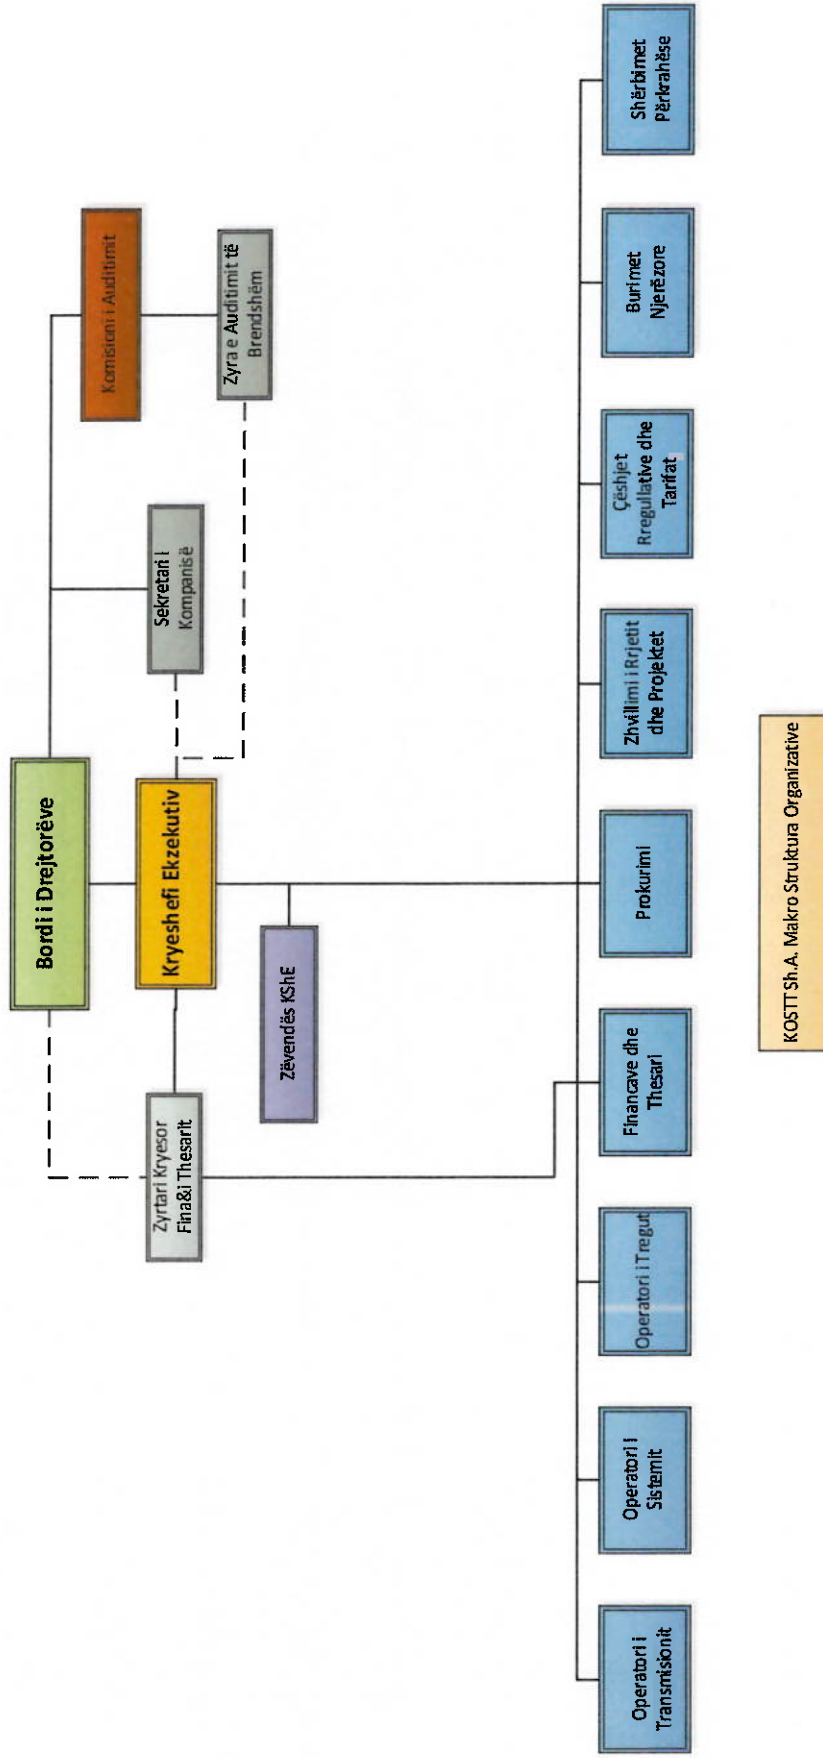 Bordi i Drejtorëve
Komisioni i Auditimit
Kryeshefi Ekzekutiv
Zyrtari Kryesor
Fina&i Thesarit
Sekretari i
Kompanisë
Zyra e Auditimit të
Brendshëm
Zëvendës KShE
Operatori i
Transmisionit
Operatori i
Sistemit
Operatori i Tregut
Financave dhe
Thesari
Prokurimi
Zhvillimi i Rrjetit
dhe Projektet
Çështjet
Rregullative dhe
Tarifat
Burimet
Njerëzore
Shërbimet
Përkrahëse
KOSTT Sh.A. Makro Struktura Organizative